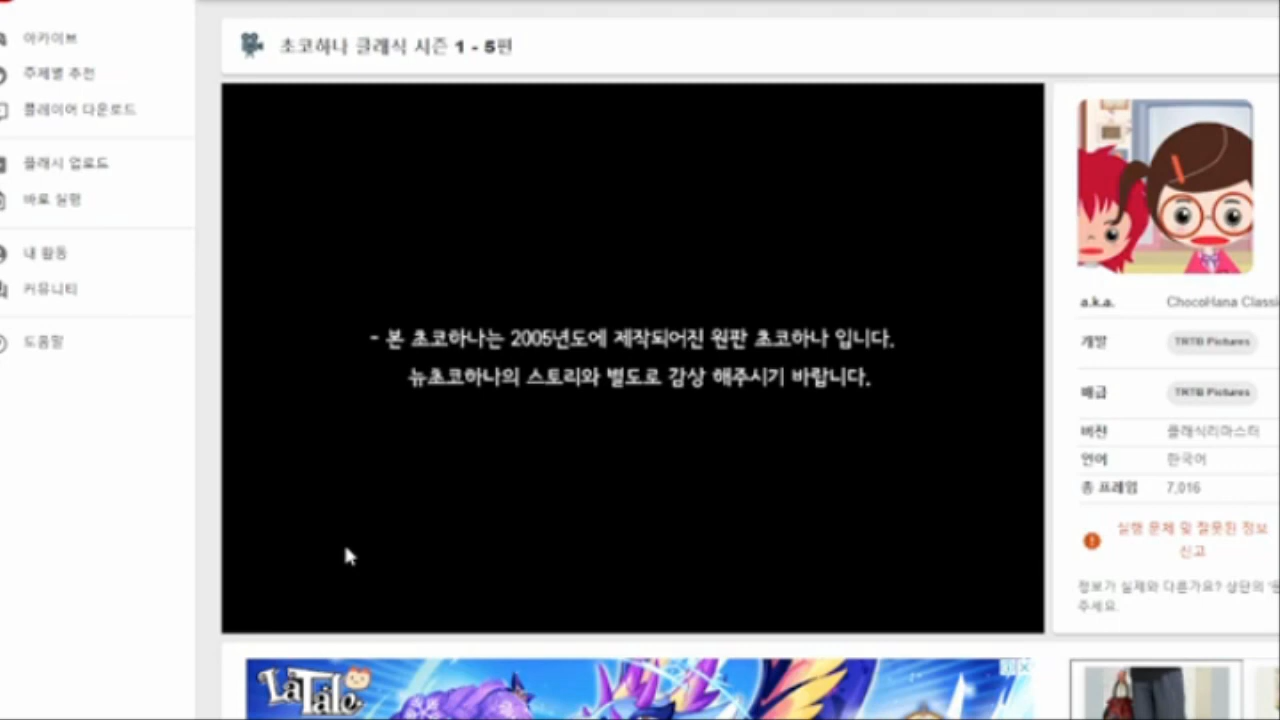 아카이브
주제별 추천
플레이어 다운로드
플래시 업로드
바로 실행
내 활동
커뮤니티
도움말
초코하나 클래식 시즌 1 - 5편
- 본 초코하나는 2005년도에 제작되어진 원판 초코하나 입니다.
뉴초코하나의 스토리와 별도로 감상 해주시기 바랍니다.
a.k.a. ChocoHana Classi
개발 TRTB Pictures
배급 TRTB Pictures
버전 클래식리마스터
언어 한국어
총 프레임 7,016
실행 문제 및 잘못된 정보
신고
정보가 실제와 다른가요? 상단의
주세요.
LaTale